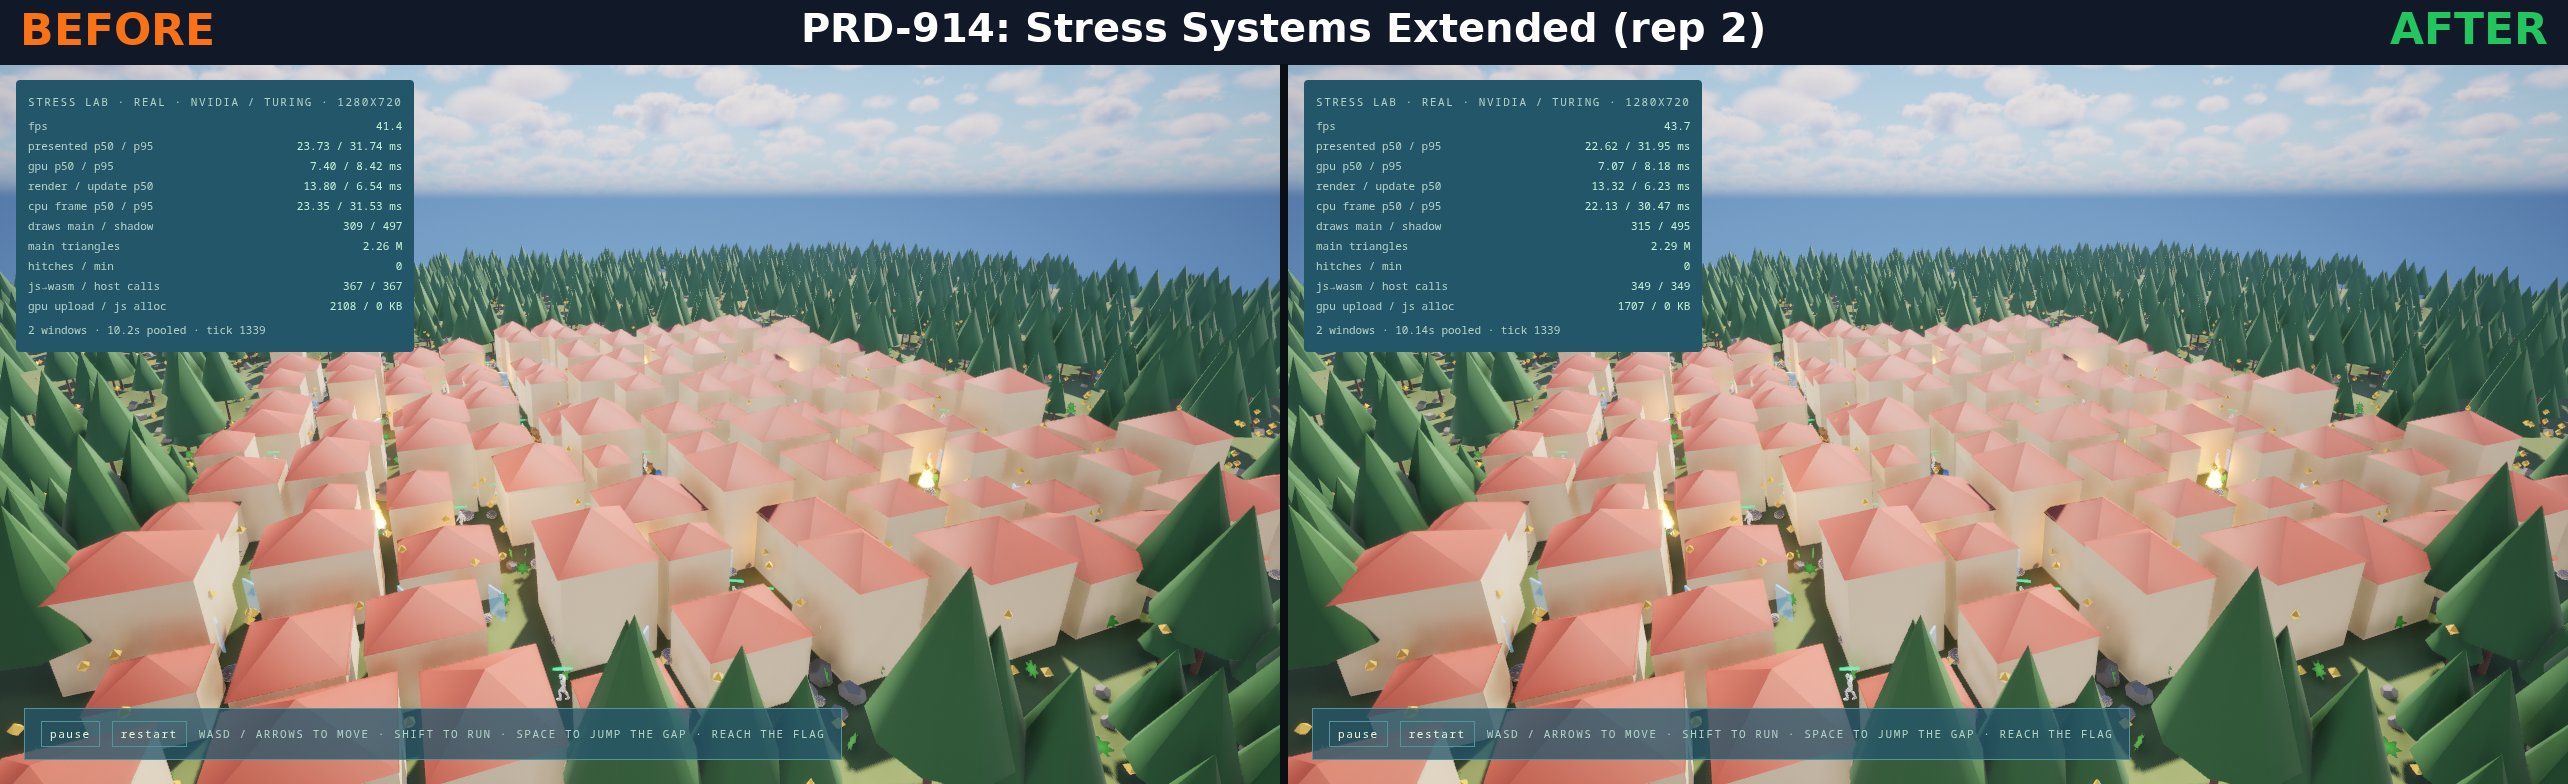 BEFORE
PRD-914: Stress Systems Extended (rep 2)
AFTER
STRESS LAB · REAL · NVIDIA / TURING · 1280X720
fps 41.4
presented p50 / p95 23.73 / 31.74 ms
gpu p50 / p95 7.40 / 8.42 ms
render / update p50 13.80 / 6.54 ms
cpu frame p50 / p95 23.35 / 31.53 ms
draws main / shadow 309 / 497
main triangles 2.26 M
hitches / min 0
js→wasm / host calls 367 / 367
gpu upload / js alloc 2108 / 0 KB
2 windows · 10.2s pooled · tick 1339
pause restart WASD / ARROWS TO MOVE · SHIFT TO RUN · SPACE TO JUMP THE GAP · REACH THE FLAG
STRESS LAB · REAL · NVIDIA / TURING · 1280X720
fps 43.7
presented p50 / p95 22.62 / 31.95 ms
gpu p50 / p95 7.07 / 8.18 ms
render / update p50 13.32 / 6.23 ms
cpu frame p50 / p95 22.13 / 30.47 ms
draws main / shadow 315 / 495
main triangles 2.29 M
hitches / min 0
js→wasm / host calls 349 / 349
gpu upload / js alloc 1707 / 0 KB
2 windows · 10.14s pooled · tick 1339
pause restart WASD / ARROWS TO MOVE · SHIFT TO RUN · SPACE TO JUMP THE GAP · REACH THE FLAG